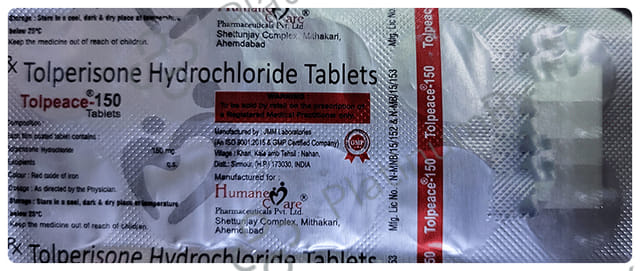 Storage : Store in a cool, dark & dry place at temperature
below 25°C
Keep the medicine out of reach of children.
Humane Care®
Pharmaceuticals Pvt. Ltd.
Shettunjay Complex, Mithakari,
Ahemdabad
Rx Tolperisone Hydrochloride Tablets
Tolpeace®-150
Tablets
Composition
Each film coated tablet contains
Tolperisone hydrochloride 150 mg
Excipients q.s.
Colour : Red oxide of iron
Dosage : As directed by the Physician.
Storage : Store in a cool, dark & dry place at temperature
below 25°C
Keep the medicine out of reach of children.
WARNING :
To be sold by retail on the prescription of
a Registered Medical Practitioner only.
Manufactured by : JMM Laboratories
(An ISO 9001:2015 & GMP Certified Company)
Village : Khari, Kala amb Tehsil : Nahan,
Dist.: Sirmour, (H.P.) 173030, INDIA
GMP
Manufactured for :
Humane Care®
Pharmaceuticals Pvt. Ltd.
Shettunjay Complex, Mithakari,
Ahemdabad
Rx Tolperisone Hydrochloride Tablets
Mfg. Lic No. : N-MNB/15/152 & N-MB/15/153
Mfg. Lic No.
Tolpeace®-150
Tolpeace®-150